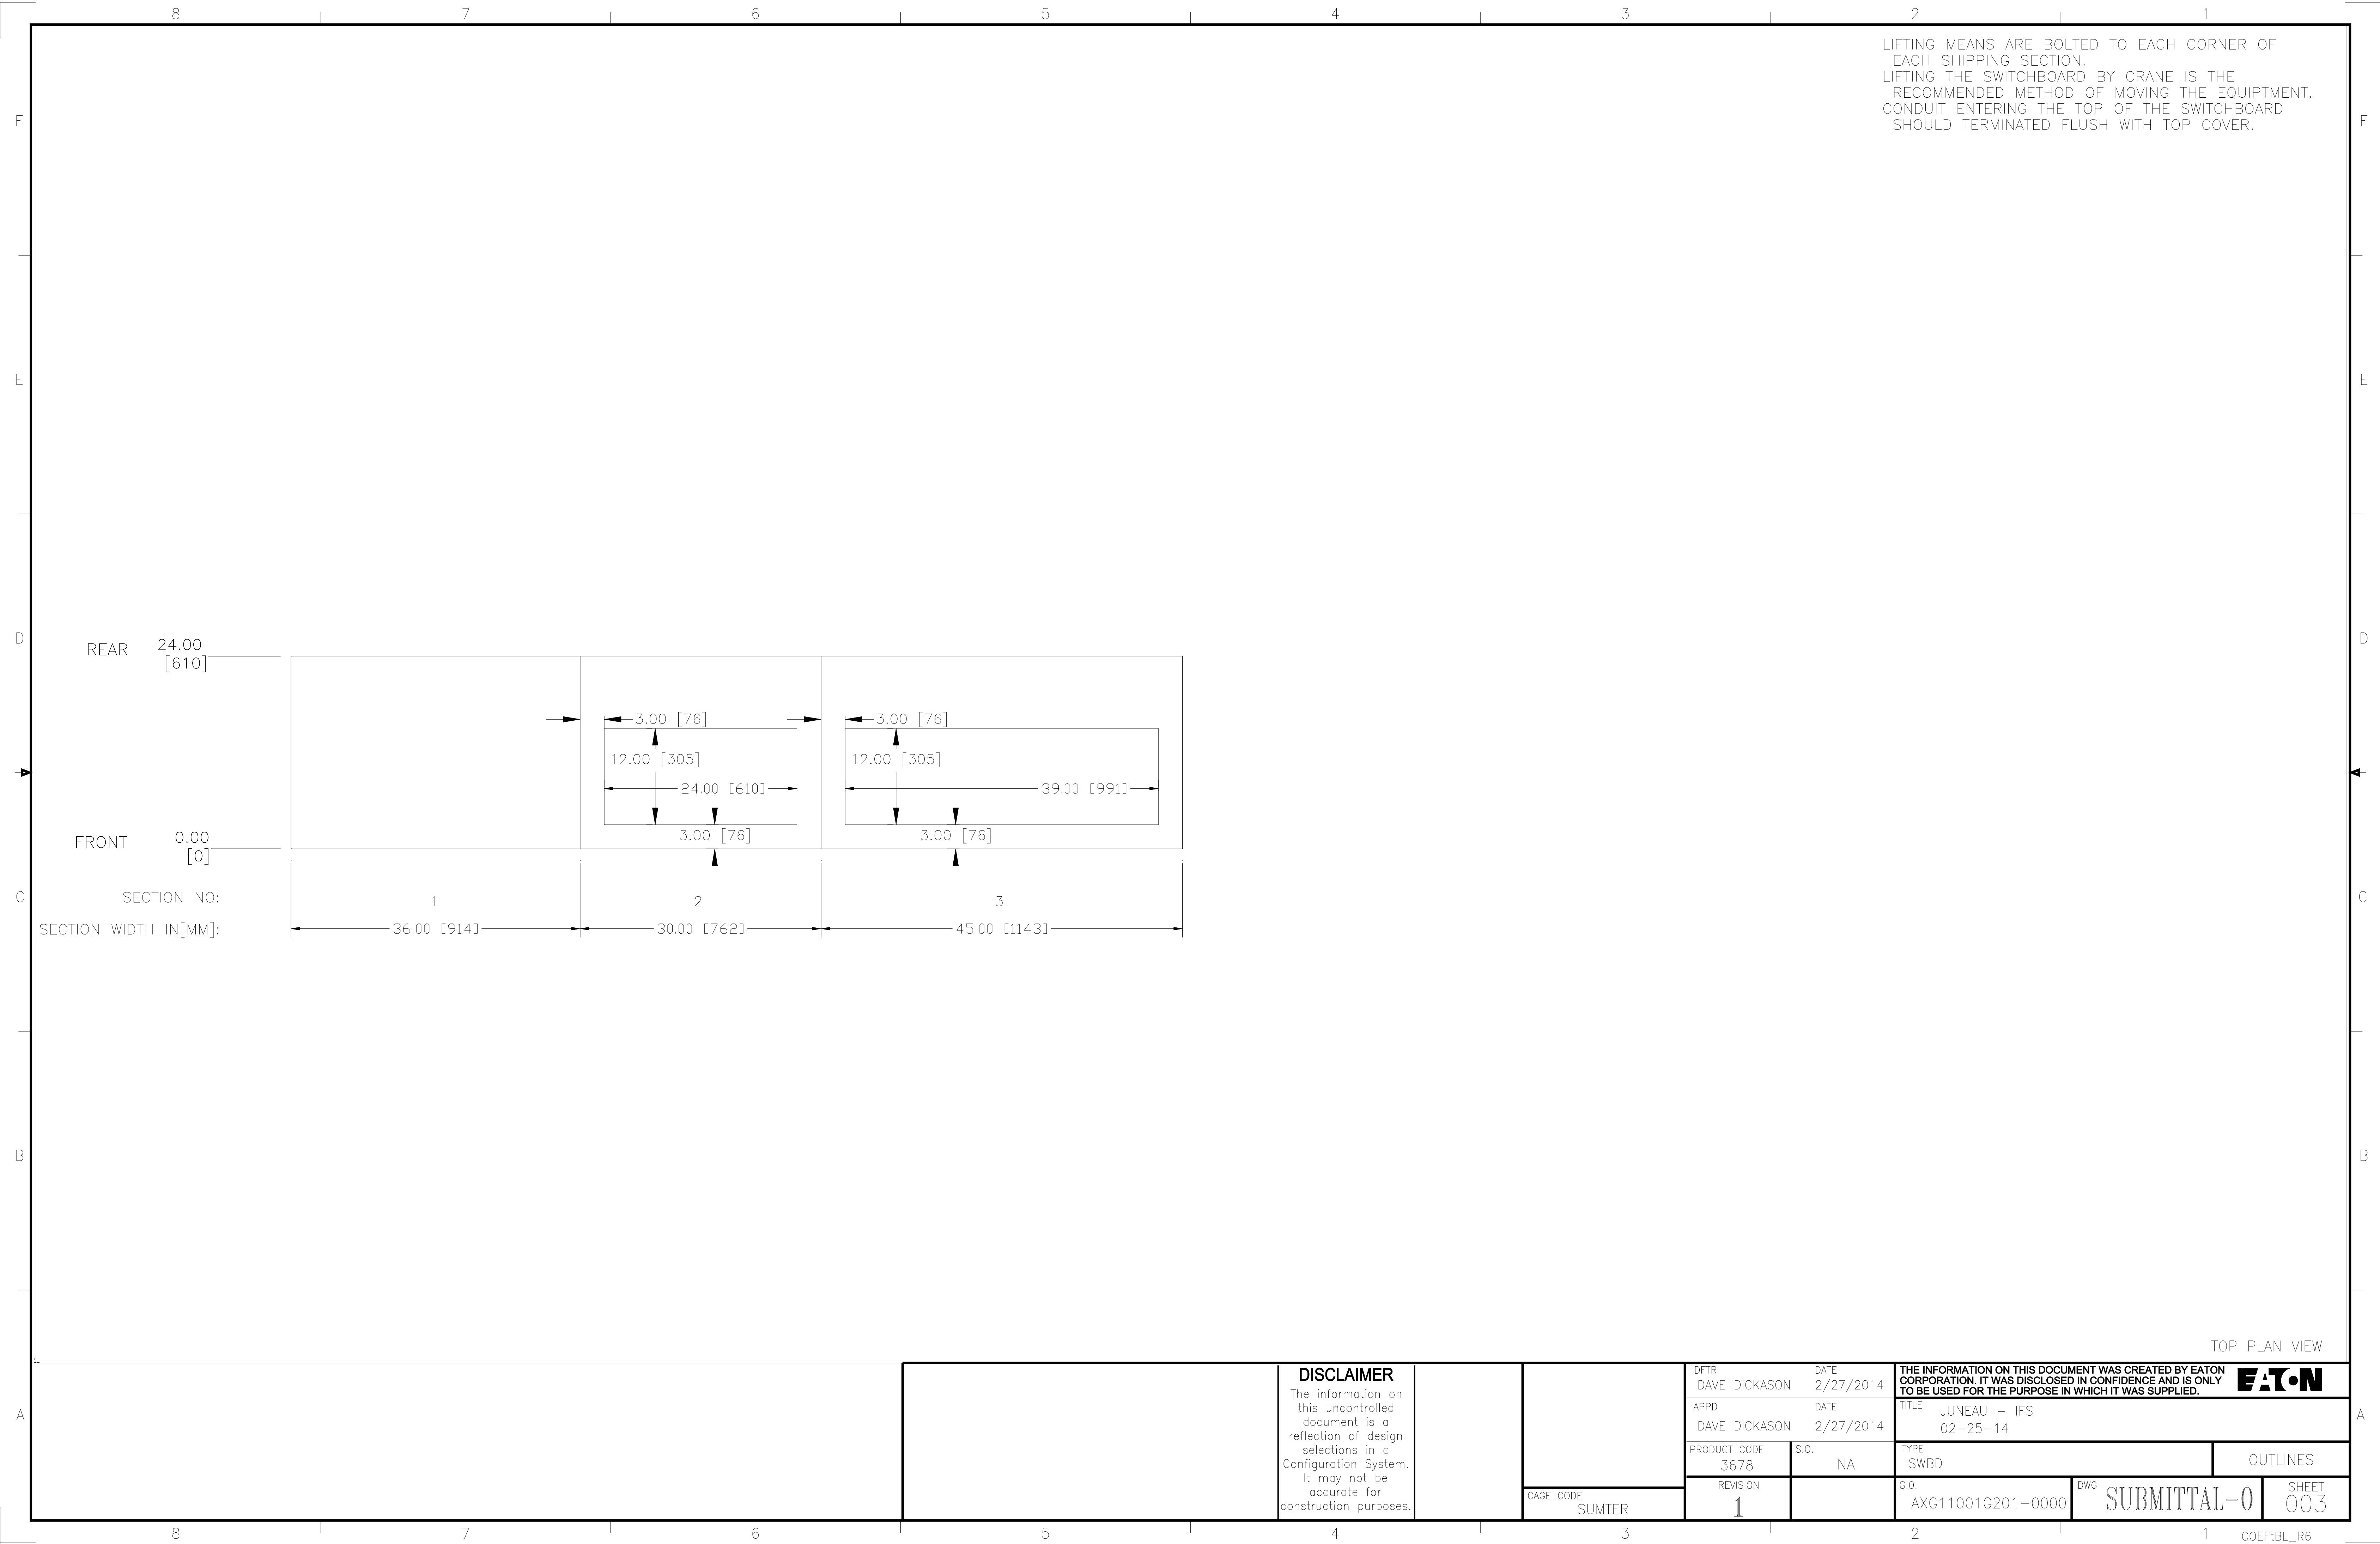 8 7 6 5 4 3 2 1
LIFTING MEANS ARE BOLTED TO EACH CORNER OF
EACH SHIPPING SECTION.
LIFTING THE SWITCHBOARD BY CRANE IS THE
RECOMMENDED METHOD OF MOVING THE EQUIPTMENT.
CONDUIT ENTERING THE TOP OF THE SWITCHBOARD
SHOULD TERMINATED FLUSH WITH TOP COVER.
F F
E E
D D
REAR 24.00
[610]
3.00 [76] 3.00 [76]
12.00 [305] 12.00 [305]
24.00 [610] 39.00 [991]
3.00 [76] 3.00 [76]
FRONT 0.00
[0]
C C
SECTION NO: 1 2 3
SECTION WIDTH IN[MM]: 36.00 [914] 30.00 [762] 45.00 [1143]
B B
TOP PLAN VIEW
A A
DISCLAIMER
The information on
this uncontrolled
document is a
reflection of design
selections in a
Configuration System.
It may not be
accurate for
construction purposes.
CAGE CODE
SUMTER
DFTR DATE
DAVE DICKASON 2/27/2014
APPD DATE
DAVE DICKASON 2/27/2014
PRODUCT CODE S.O.
3678 NA
REVISION
1
THE INFORMATION ON THIS DOCUMENT WAS CREATED BY EATON
CORPORATION. IT WAS DISCLOSED IN CONFIDENCE AND IS ONLY
TO BE USED FOR THE PURPOSE IN WHICH IT WAS SUPPLIED.
EATON
TITLE JUNEAU - IFS
02-25-14
TYPE
SWBD
OUTLINES
G.O.
AXG11001G201-0000
DWG SUBMITTAL-0
SHEET
003
8 7 6 5 4 3 2 1
COEFtBL_R6